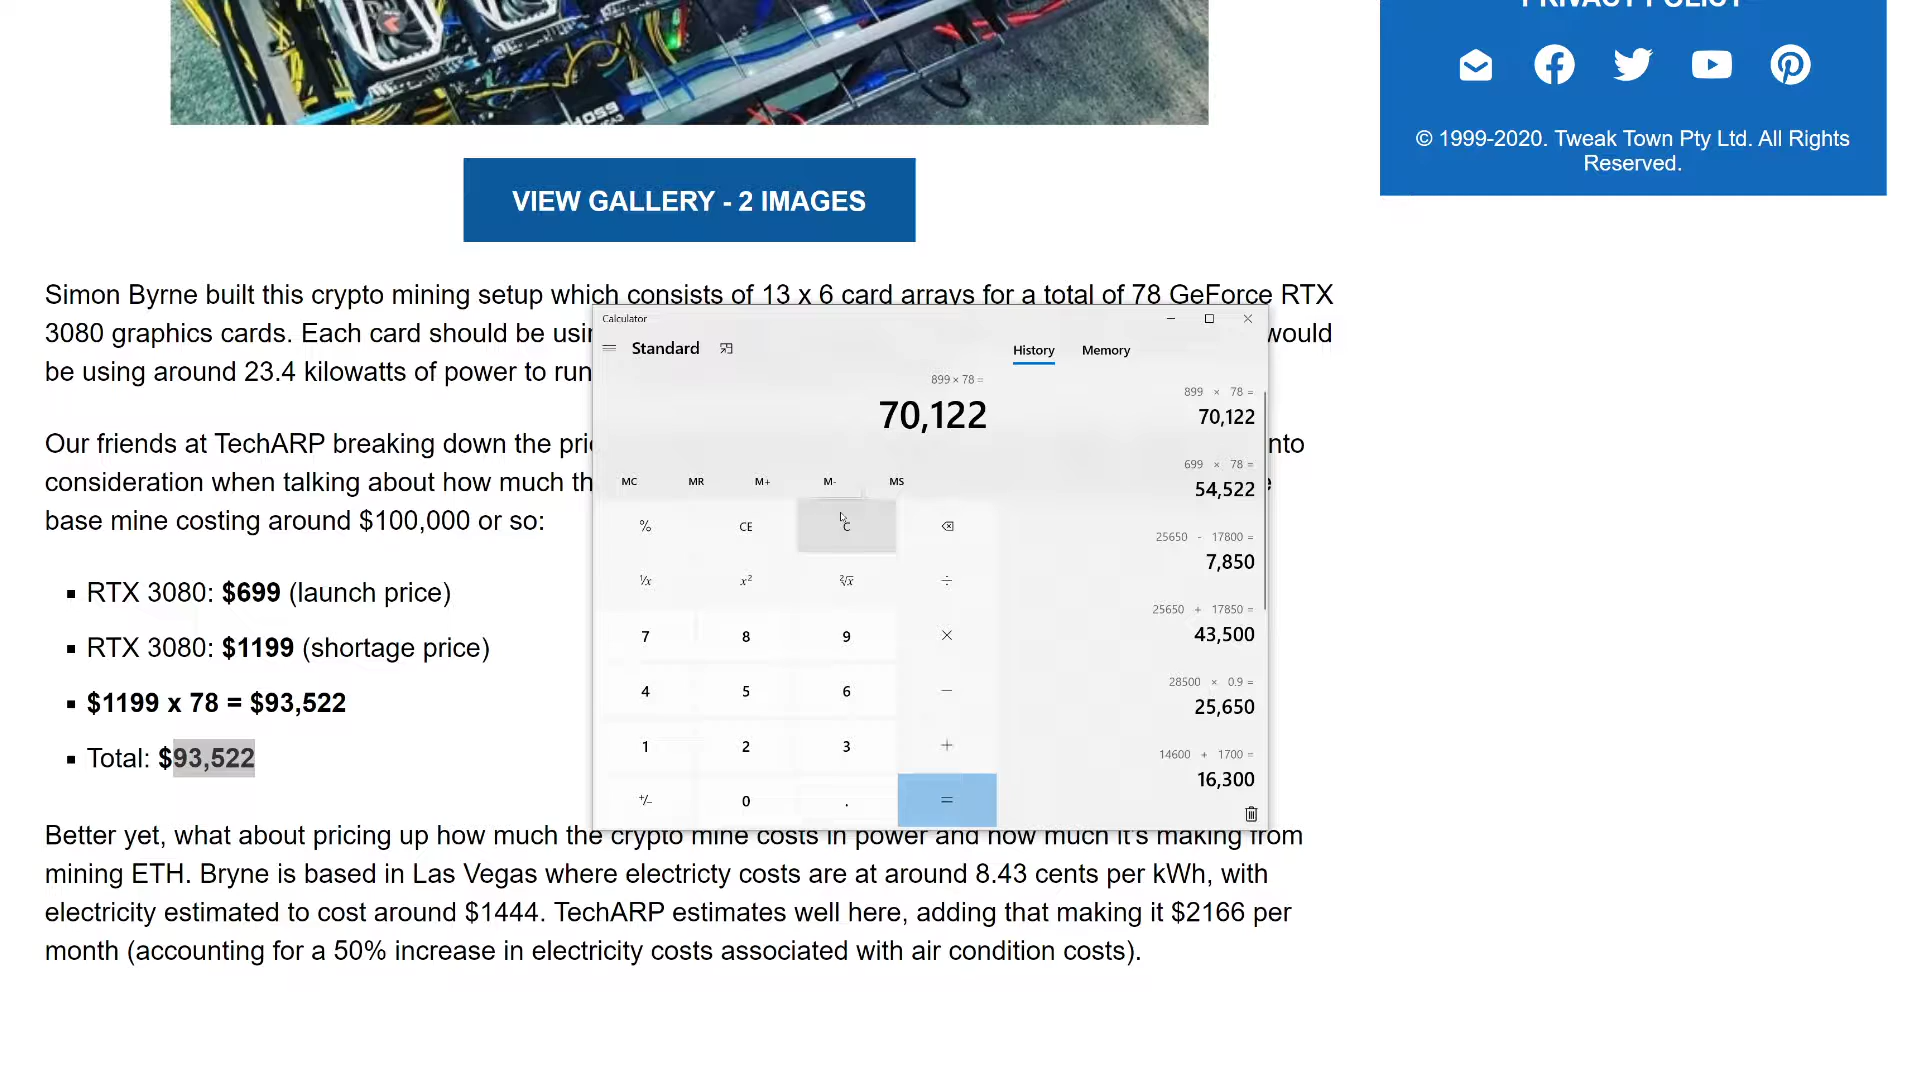 PRIVACY POLICY
© 1999-2020. Tweak Town Pty Ltd. All Rights
Reserved.
VIEW GALLERY - 2 IMAGES
Simon Byrne built this crypto mining setup which consists of 13 x 6 card arrays for a total of 78 GeForce RTX
3080 graphics cards. Each card should be would
be using around 23.4 kilowatts of power to run
Our friends at TechARP breaking down the
consideration when talking about how much
base mine costing around $100,000 or so:
▪ RTX 3080: $699 (launch price)
▪ RTX 3080: $1199 (shortage price)
▪ $1199 x 78 = $93,522
▪ Total: $93,522
Calculator
Standard
899 × 78 =
70,122
MC MR M+ M- MS
% CE C
¹/x x² ²√x ÷
7 8 9 ×
4 5 6 −
1 2 3 +
+/− 0 . =
History Memory
899 × 78 =
70,122
699 × 78 =
54,522
25650 - 17800 =
7,850
25650 + 17850 =
43,500
28500 × 0.9 =
25,650
14600 + 1700 =
16,300
Better yet, what about pricing up how much the crypto mine costs in power and how much it's making from
mining ETH. Bryne is based in Las Vegas where electricty costs are at around 8.43 cents per kWh, with
electricity estimated to cost around $1444. TechARP estimates well here, adding that making it $2166 per
month (accounting for a 50% increase in electricity costs associated with air condition costs).